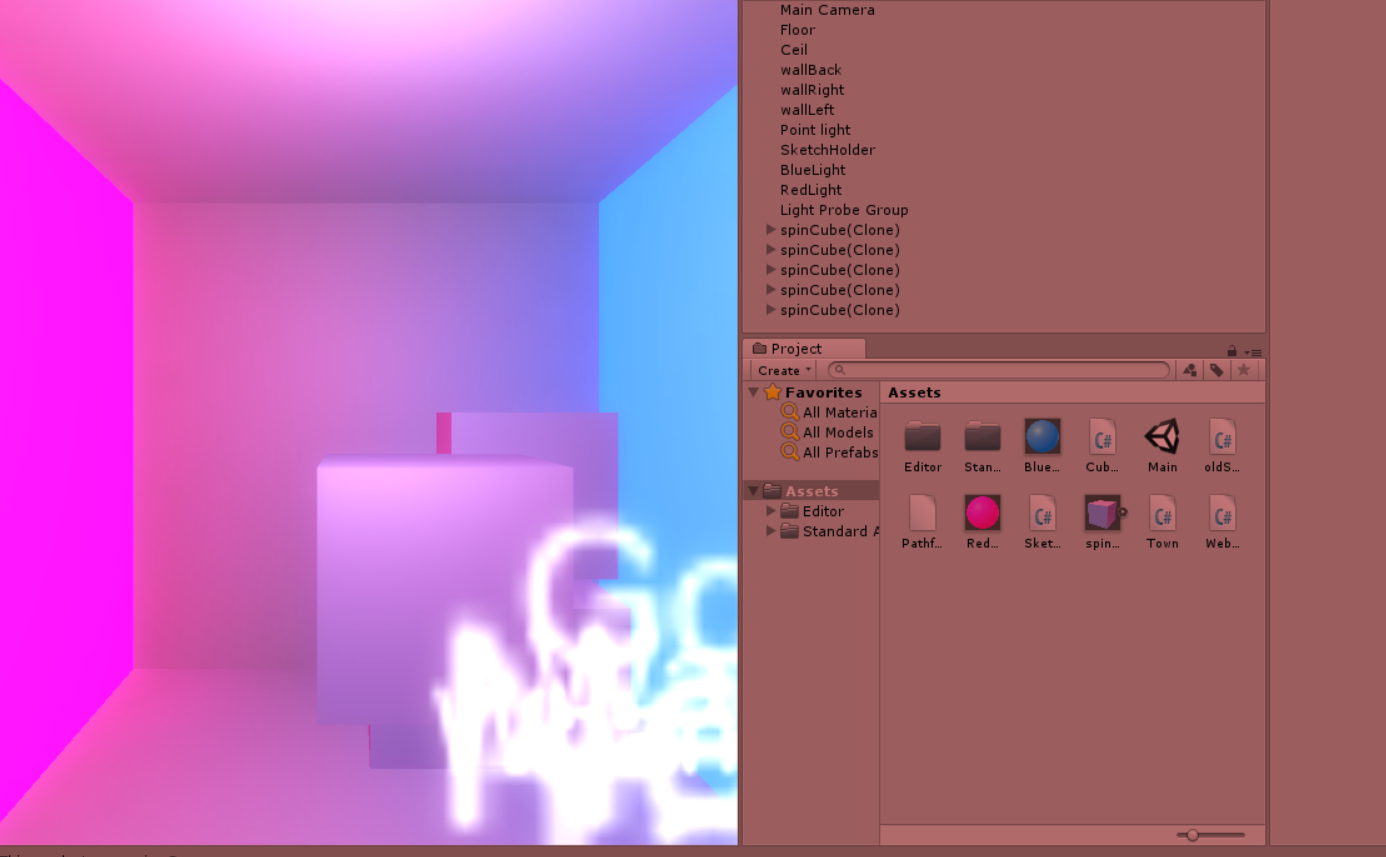 Main Camera
Floor
Ceil
wallBack
wallRight
wallLeft
Point light
SketchHolder
BlueLight
RedLight
Light Probe Group
spinCube(Clone)
spinCube(Clone)
spinCube(Clone)
spinCube(Clone)
spinCube(Clone)
Project
Create
Favorites
All Materia
All Models
All Prefabs
Assets
Editor
Standard A
Assets
Editor Stan... Blue... Cub... Main oldS...
C# C#
Pathf... Red... Sket... spin... Town Web...
C# C# C#
Go